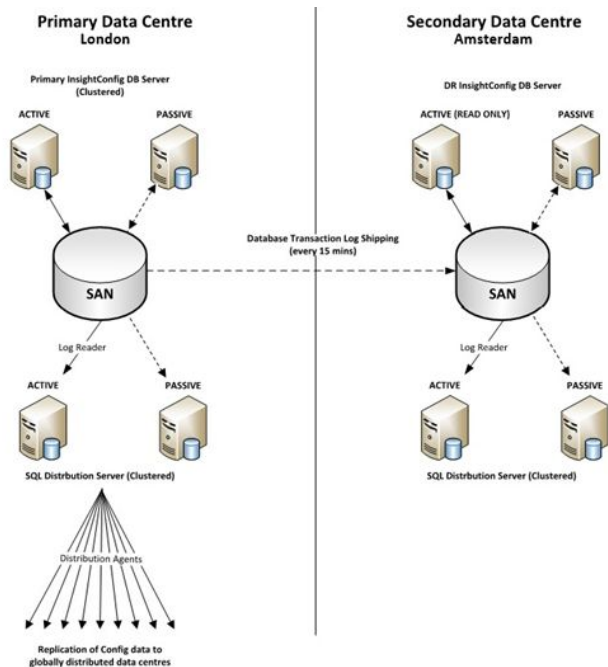 Primary Data Centre
London
Secondary Data Centre
Amsterdam
Primary InsightConfig DB Server
(Clustered)
DR InsightConfig DB Server
ACTIVE
PASSIVE
ACTIVE (READ ONLY)
PASSIVE
Database Transaction Log Shipping
(every 15 mins)
SAN
SAN
Log Reader
Log Reader
ACTIVE
PASSIVE
ACTIVE
PASSIVE
SQL Distrbution Server (Clustered)
SQL Distrbution Server (Clustered)
Distribution Agents
Replication of Config data to
globally distributed data centres